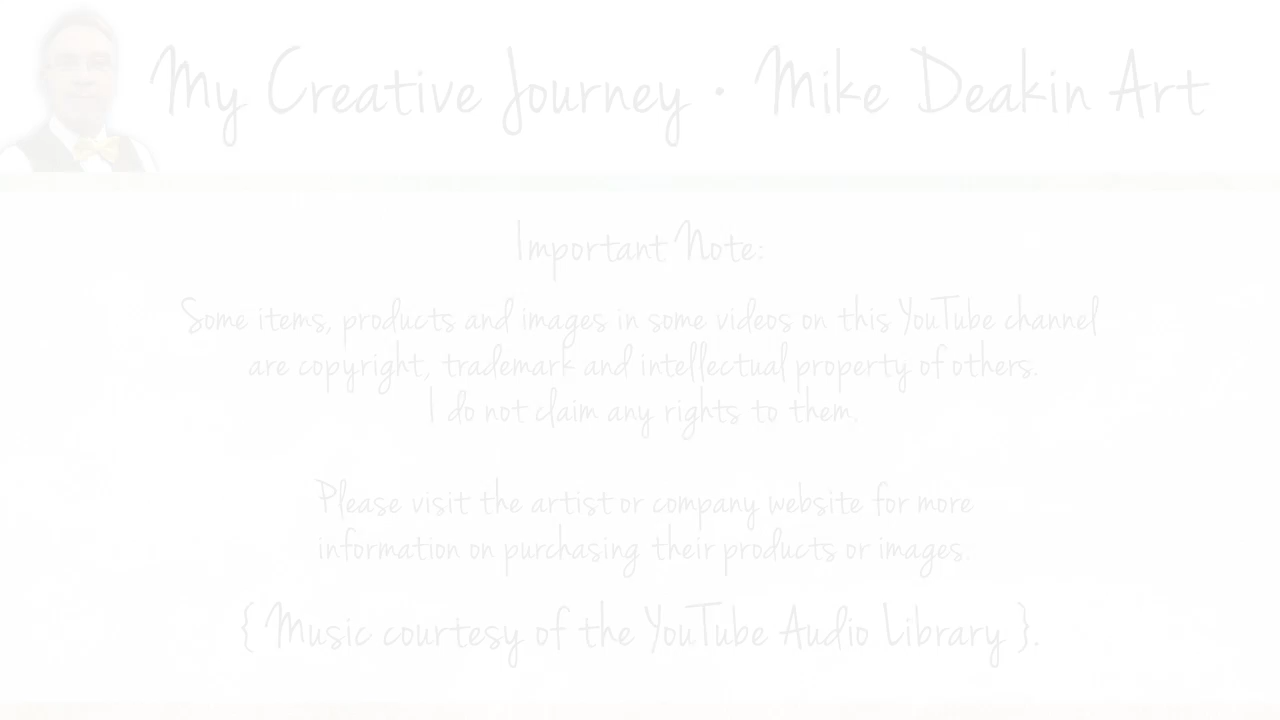 My Creative Journey • Mike Deakin Art
Important Note:
Some items, products and images in some videos on this YouTube channel
are copyright, trademark and intellectual property of others.
I do not claim any rights to them.
Please visit the artist or company website for more
information on purchasing their products or images.
{ Music courtesy of the YouTube Audio Library }.